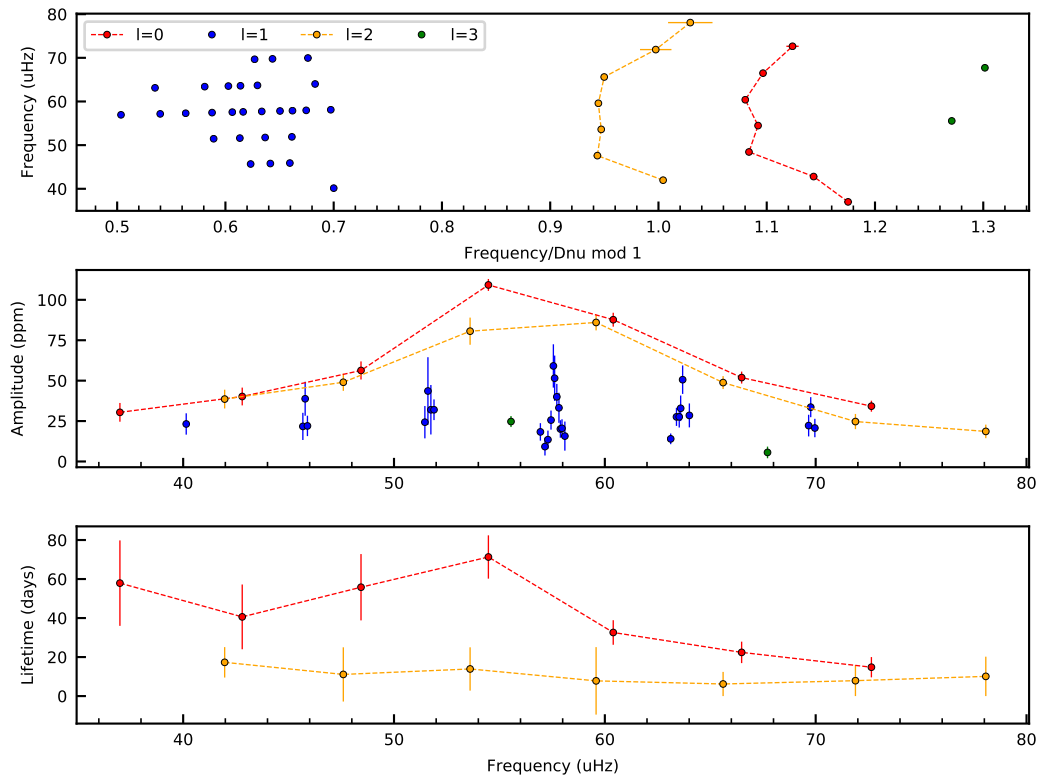 80
l=0 l=1 l=2 l=3
70
60
50
40
Frequency (uHz)
0.5 0.6 0.7 0.8 0.9 1.0 1.1 1.2 1.3
Frequency/Dnu mod 1
100
75
50
25
0
Amplitude (ppm)
40 50 60 70 80
80
60
40
20
0
Lifetime (days)
40 50 60 70 80
Frequency (uHz)